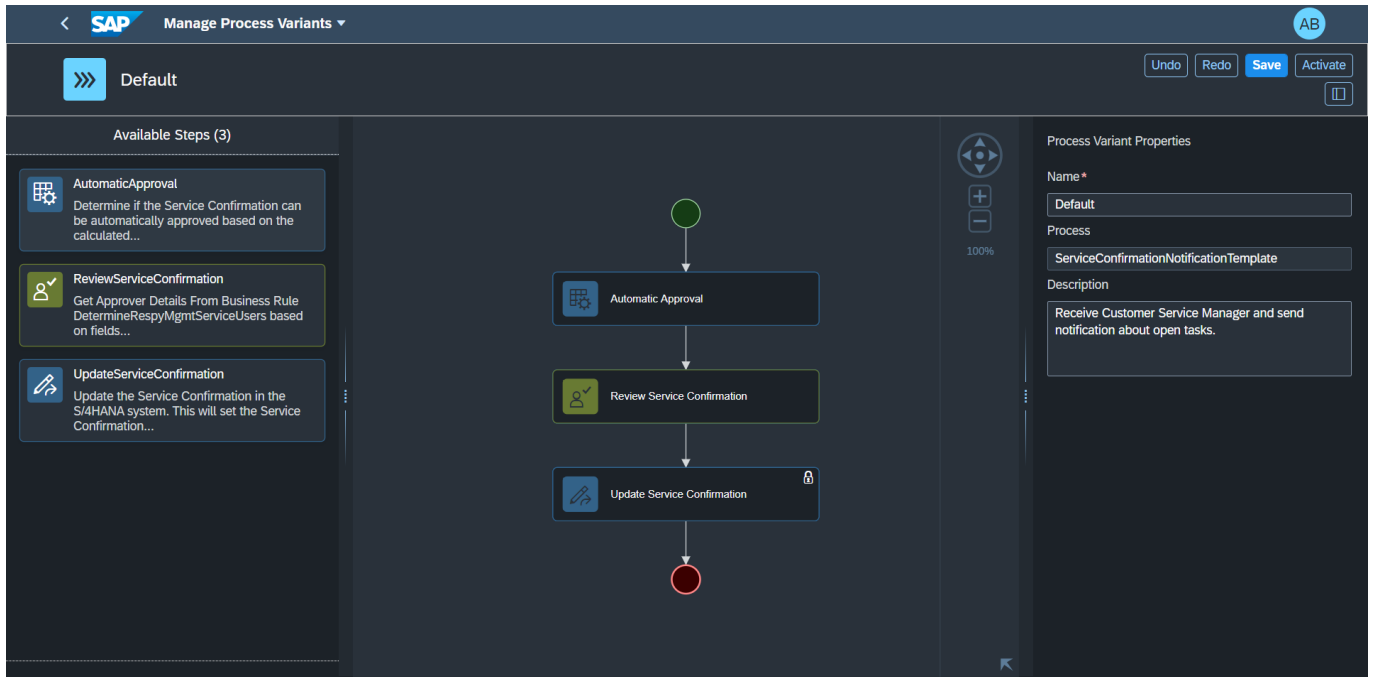 SAP
Manage Process Variants
AB
Default
Undo
Redo
Save
Activate
Available Steps (3)
AutomaticApproval
Determine if the Service Confirmation can
be automatically approved based on the
calculated...
ReviewServiceConfirmation
Get Approver Details From Business Rule
DetermineRespyMgmtServiceUsers based
on fields...
UpdateServiceConfirmation
Update the Service Confirmation in the
S/4HANA system. This will set the Service
Confirmation...
Automatic Approval
Review Service Confirmation
Update Service Confirmation
100%
Process Variant Properties
Name*
Default
Process
ServiceConfirmationNotificationTemplate
Description
Receive Customer Service Manager and send
notification about open tasks.